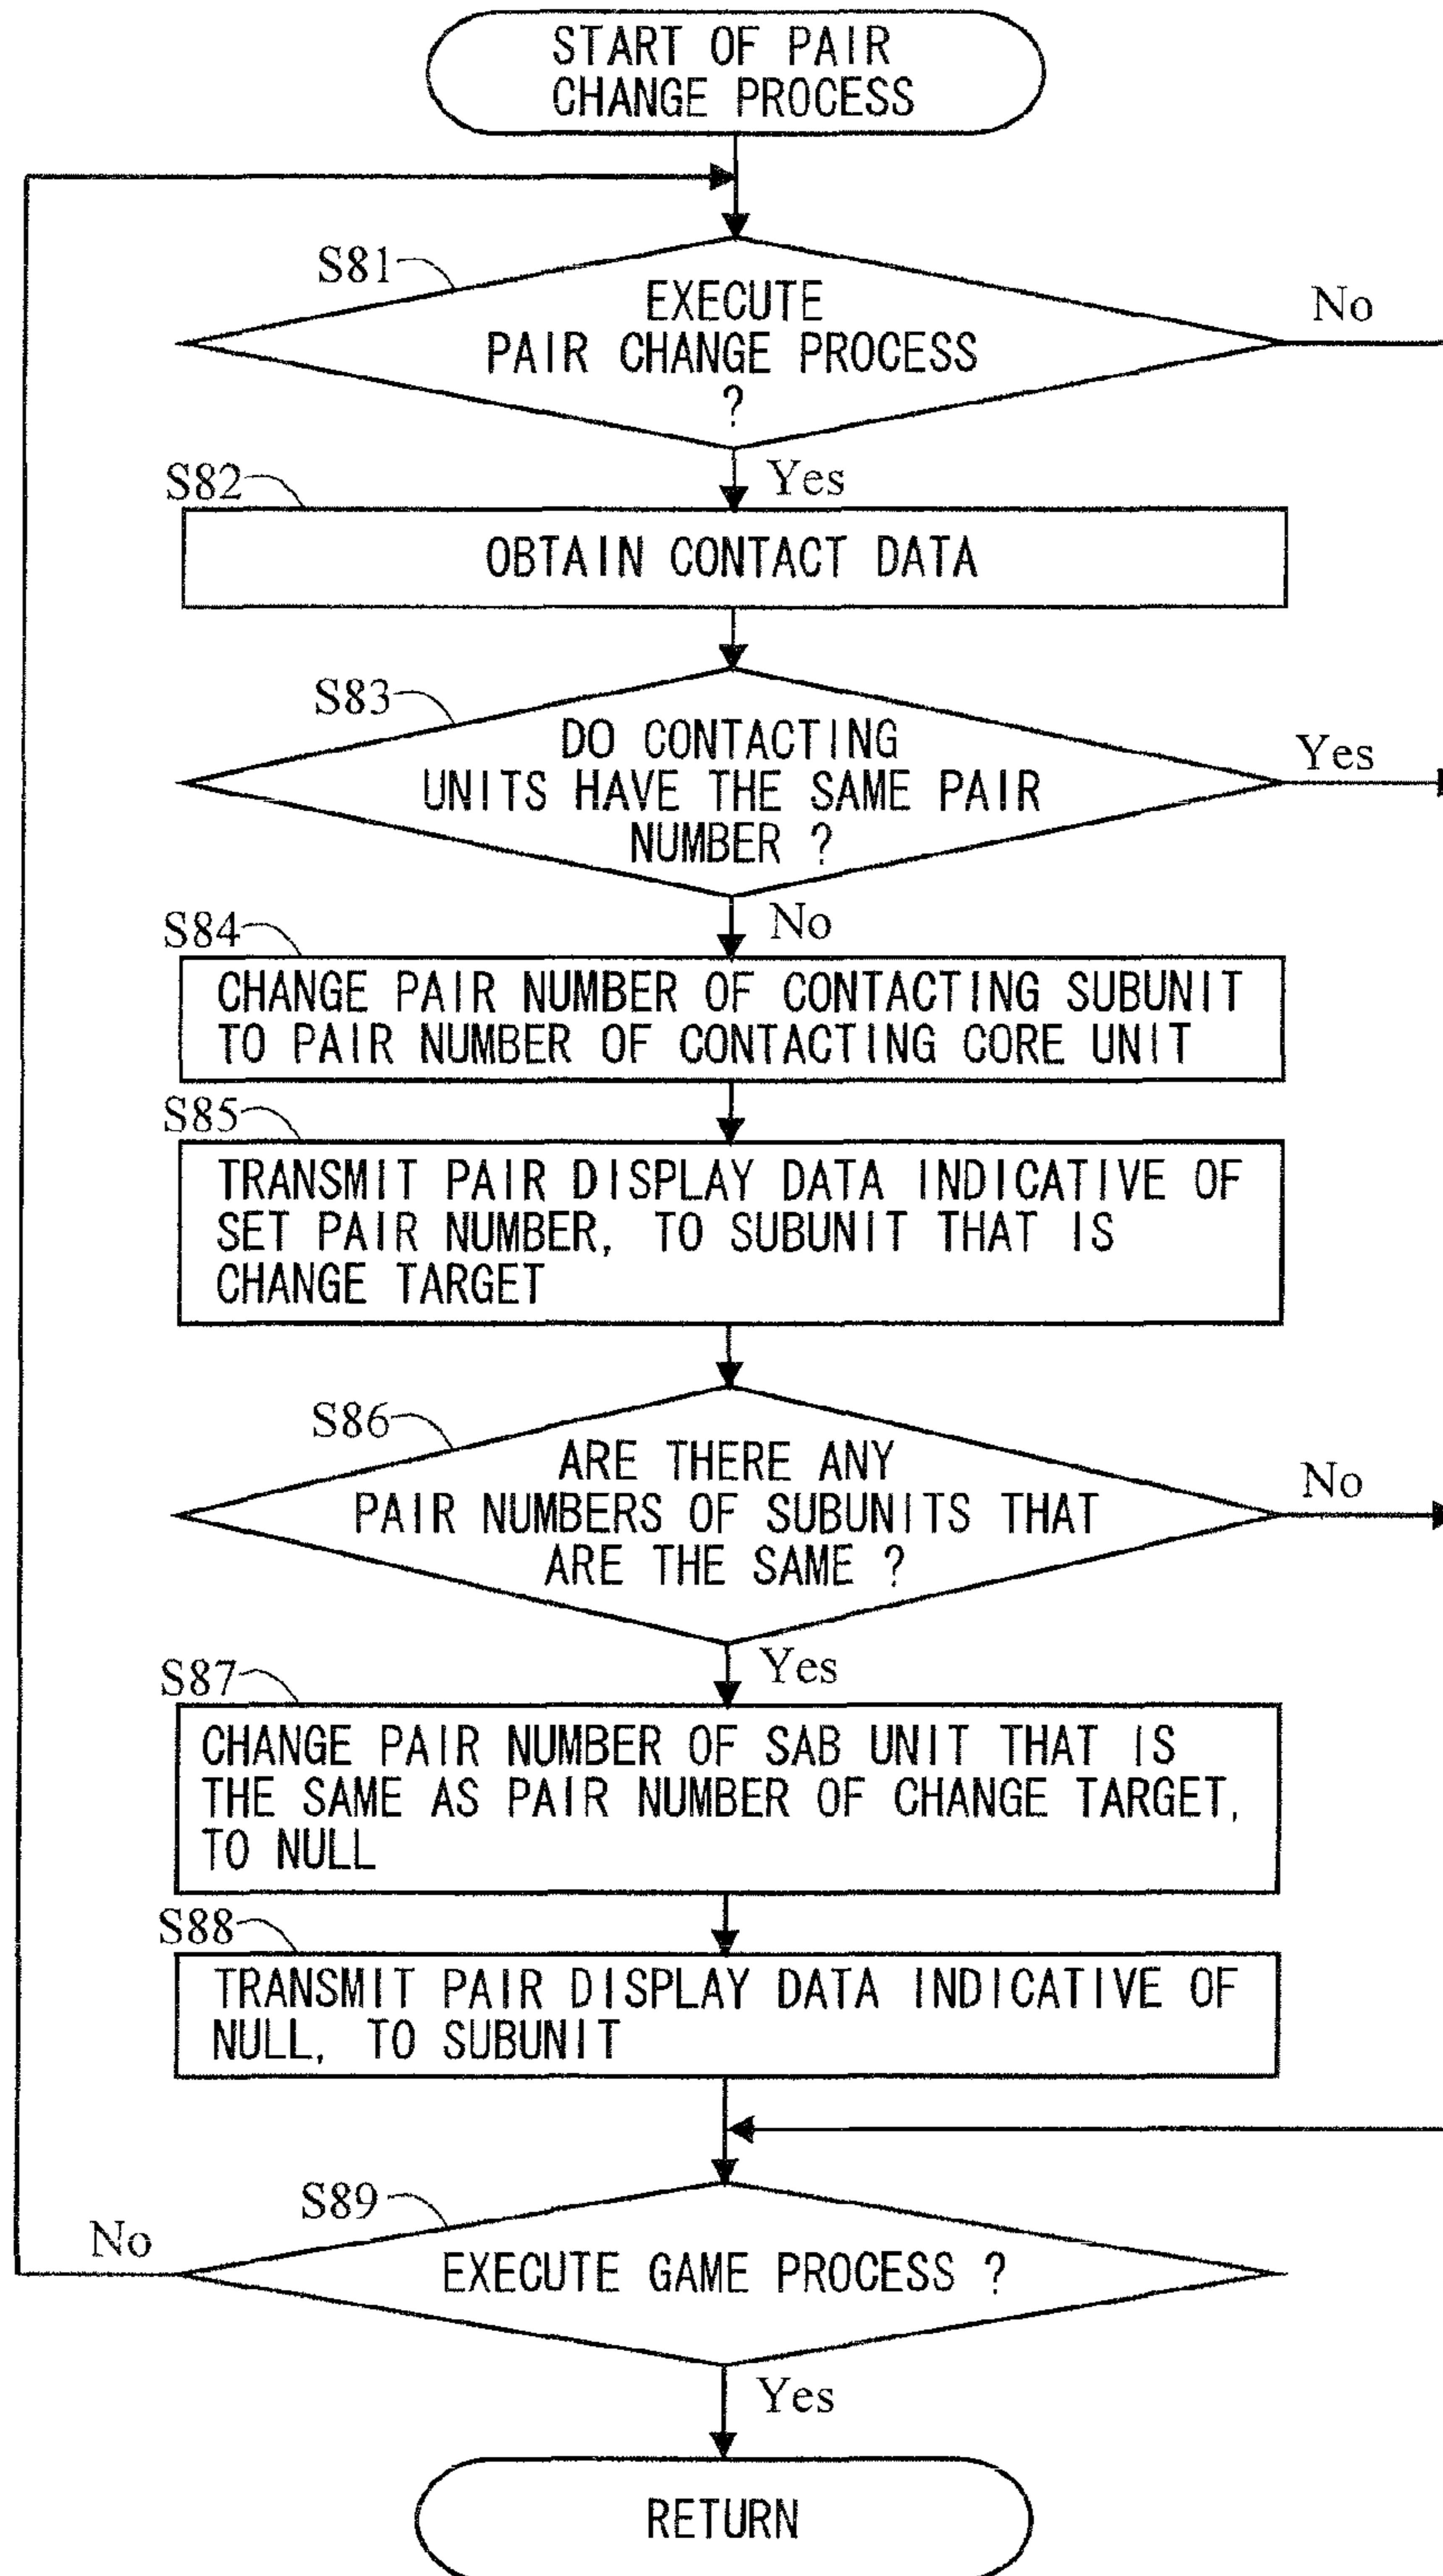 START OF PAIR
CHANGE PROCESS
S81
EXECUTE
PAIR CHANGE PROCESS
?
No
Yes
S82
OBTAIN CONTACT DATA
S83
DO CONTACTING
UNITS HAVE THE SAME PAIR
NUMBER ?
Yes
No
S84
CHANGE PAIR NUMBER OF CONTACTING SUBUNIT
TO PAIR NUMBER OF CONTACTING CORE UNIT
S85
TRANSMIT PAIR DISPLAY DATA INDICATIVE OF
SET PAIR NUMBER, TO SUBUNIT THAT IS
CHANGE TARGET
S86
ARE THERE ANY
PAIR NUMBERS OF SUBUNITS THAT
ARE THE SAME ?
No
Yes
S87
CHANGE PAIR NUMBER OF SAB UNIT THAT IS
THE SAME AS PAIR NUMBER OF CHANGE TARGET,
TO NULL
S88
TRANSMIT PAIR DISPLAY DATA INDICATIVE OF
NULL, TO SUBUNIT
S89
No
EXECUTE GAME PROCESS ?
Yes
RETURN